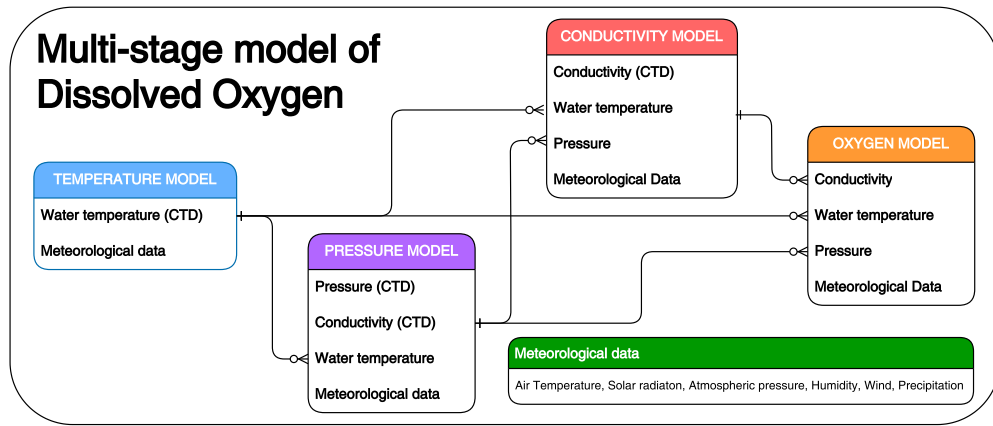 Multi-stage model of
Dissolved Oxygen
CONDUCTIVITY MODEL
Conductivity (CTD)
Water temperature
Pressure
Meteorological Data
OXYGEN MODEL
Conductivity
Water temperature
Pressure
Meteorological Data
TEMPERATURE MODEL
Water temperature (CTD)
Meteorological data
PRESSURE MODEL
Pressure (CTD)
Conductivity (CTD)
Water temperature
Meteorological data
Meteorological data
Air Temperature, Solar radiaton, Atmospheric pressure, Humidity, Wind, Precipitation